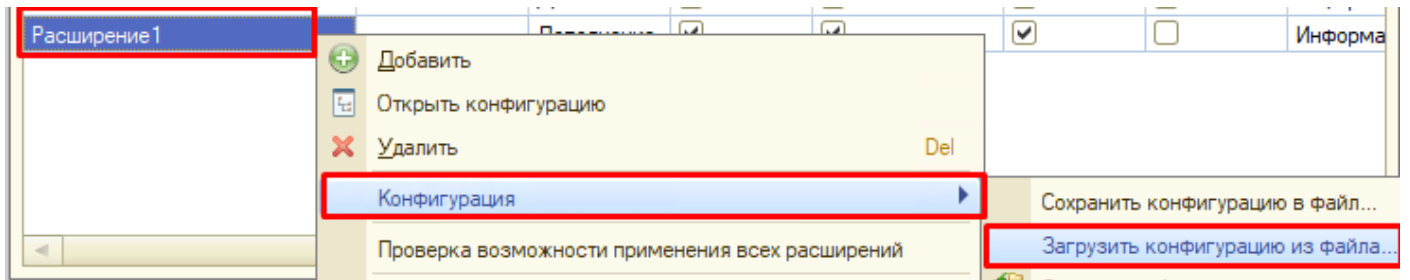 Расширение1
Информа
Добавить
Открыть конфигурацию
Удалить Del
Конфигурация
Сохранить конфигурацию в файл...
Проверка возможности применения всех расширений
Загрузить конфигурацию из файла...